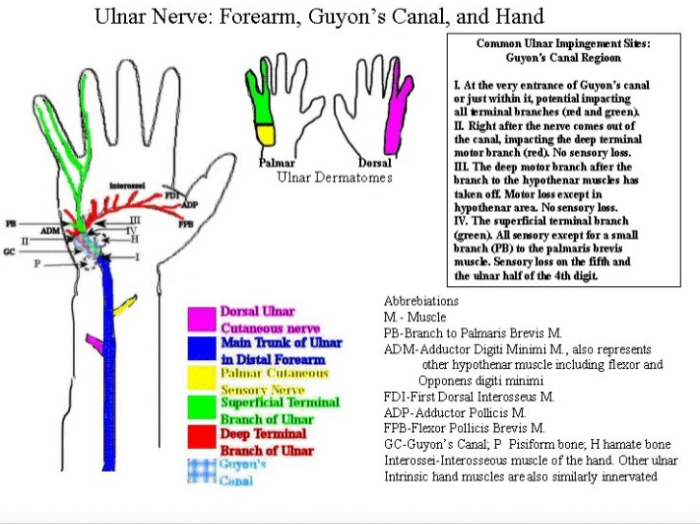 Ulnar Nerve: Forearm, Guyon's Canal, and Hand
Common Ulnar Impingement Sites:
Guyon's Canal Regioon
I. At the very entrance of Guyon's canal
or just within it, potential impacting
all terminal branches (red and green).
II. Right after the nerve comes out of
the canal, impacting the deep terminal
motor branch (red). No sensory loss.
III. The deep motor branch after the
branch to the hypothenar muscles has
taken off. Motor loss except in
hypothenar area. No sensory loss.
IV. The superficial terminal branch
(green). All sensory except for a small
branch (PB) to the palmaris brevis
muscle. Sensory loss on the fifth and
the ulnar half of the 4th digit.
Palmar
Dorsal
Ulnar Dermatomes
Interossei
FDI
ADP
FPB
PB
ADM
II
GC
P
III
IV
H
I
Dorsal Ulnar
Cutaneous nerve
Main Trunk of Ulnar
in Distal Forearm
Palmar Cutaneous
Sensory Nerve
Superficial Terminal
Branch of Ulnar
Deep Terminal
Branch of Ulnar
Guyon's
Canal
Abbrebiations
M.- Muscle
PB-Branch to Palmaris Brevis M.
ADM-Adductor Digiti Minimi M., also represents
other hypothenar muscle including flexor and
Opponens digiti minimi
FDI-First Dorsal Interosseus M.
ADP-Adductor Pollicis M.
FPB-Flexor Pollicis Brevis M.
GC-Guyon's Canal; P Pisiform bone; H hamate bone
Interossei-Interosseous muscle of the hand. Other ulnar
Intrinsic hand muscles are also similarly innervated